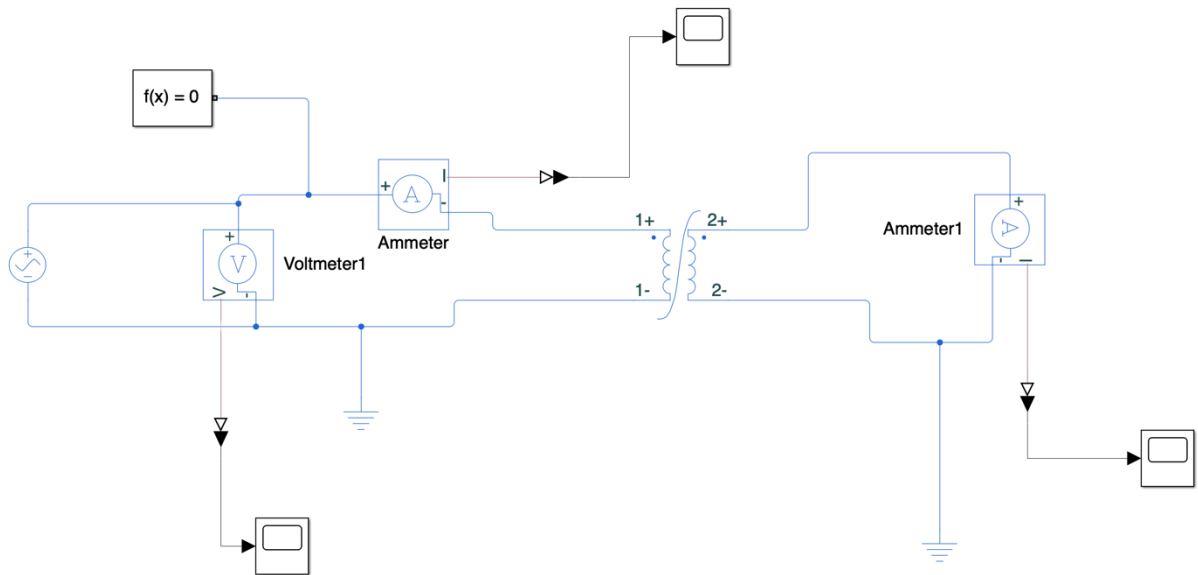 f(x) = 0
+
I
A
-
Ammeter
+
V
-
V
Voltmeter1
+
-
1+
2+
1-
2-
Ammeter1
+
A
-
I